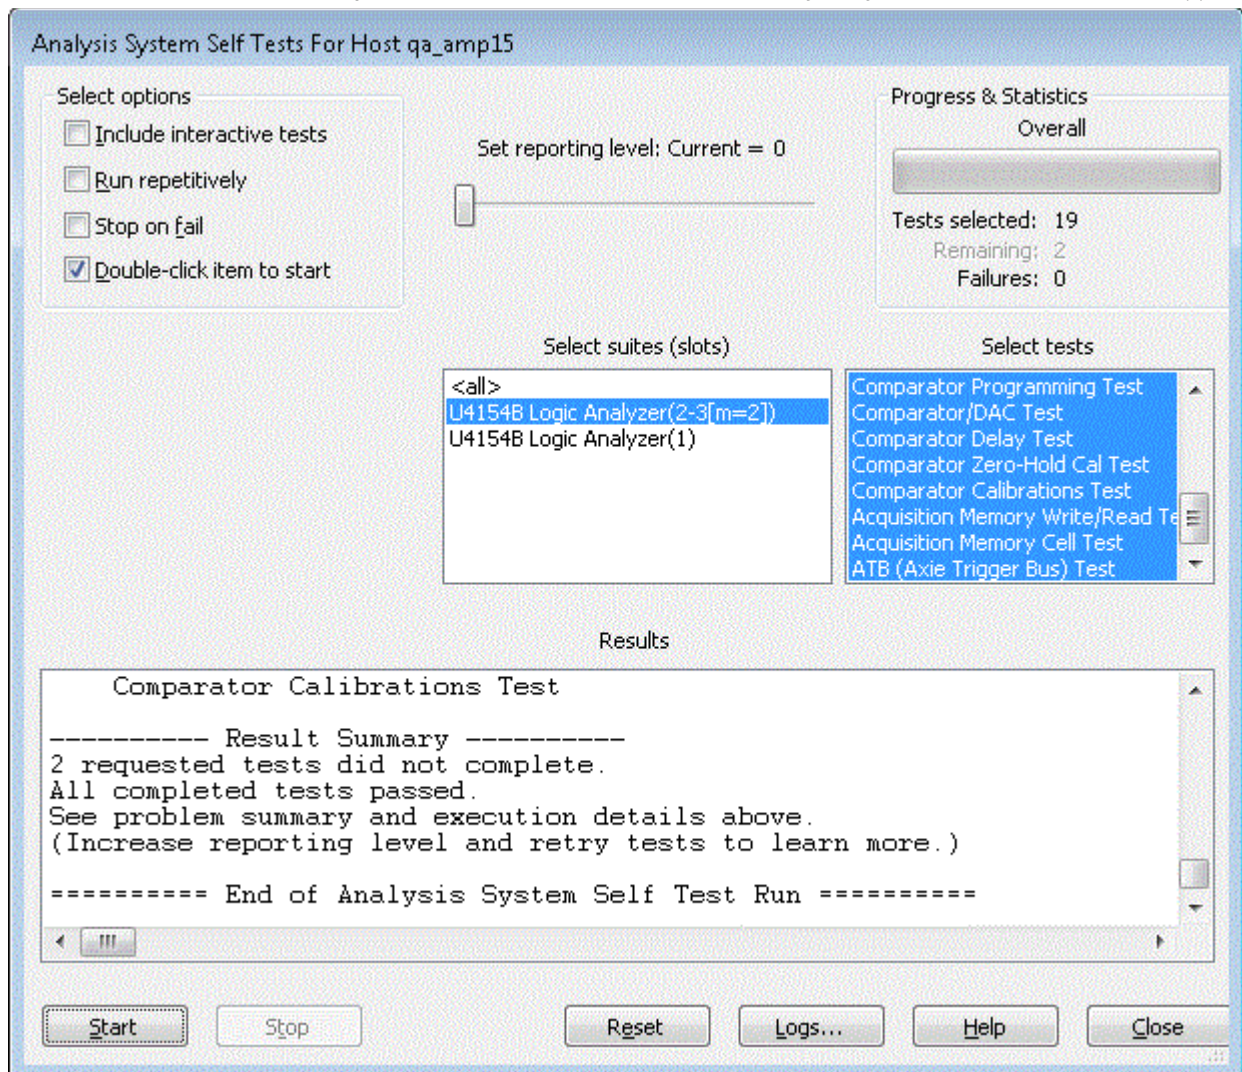 Analysis System Self Tests For Host qa_amp15
Select options
Include interactive tests
Run repetitively
Stop on fail
Double-click item to start
Set reporting level: Current = 0
Progress & Statistics
Overall
Tests selected: 19
Remaining: 2
Failures: 0
Select suites (slots)
<all>
U4154B Logic Analyzer(2-3[m=2])
U4154B Logic Analyzer(1)
Select tests
Comparator Programming Test
Comparator/DAC Test
Comparator Delay Test
Comparator Zero-Hold Cal Test
Comparator Calibrations Test
Acquisition Memory Write/Read Te
Acquisition Memory Cell Test
ATB (Axie Trigger Bus) Test
Results
Comparator Calibrations Test
---------- Result Summary ----------
2 requested tests did not complete.
All completed tests passed.
See problem summary and execution details above.
(Increase reporting level and retry tests to learn more.)
========== End of Analysis System Self Test Run ==========
Start Stop Reset Logs... Help Close